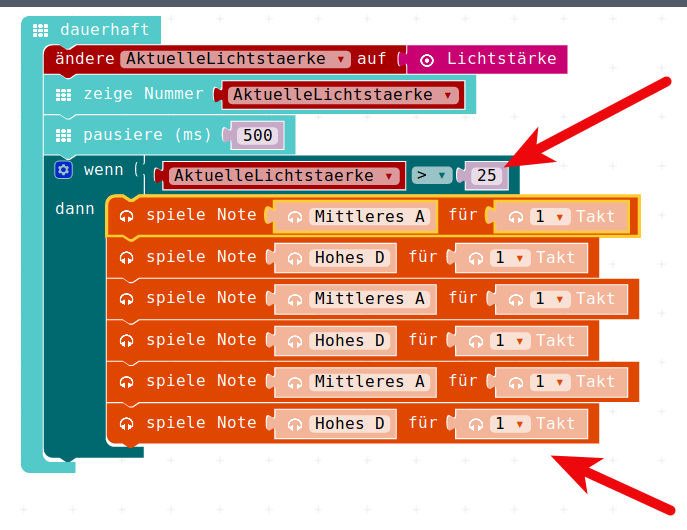 dauerhaft
ändere AktuelleLichtstaerke auf Lichtstärke
zeige Nummer AktuelleLichtstaerke
pausiere (ms) 500
wenn AktuelleLichtstaerke > 25
dann spiele Note Mittleres A für 1 Takt
spiele Note Hohes D für 1 Takt
spiele Note Mittleres A für 1 Takt
spiele Note Hohes D für 1 Takt
spiele Note Mittleres A für 1 Takt
spiele Note Hohes D für 1 Takt